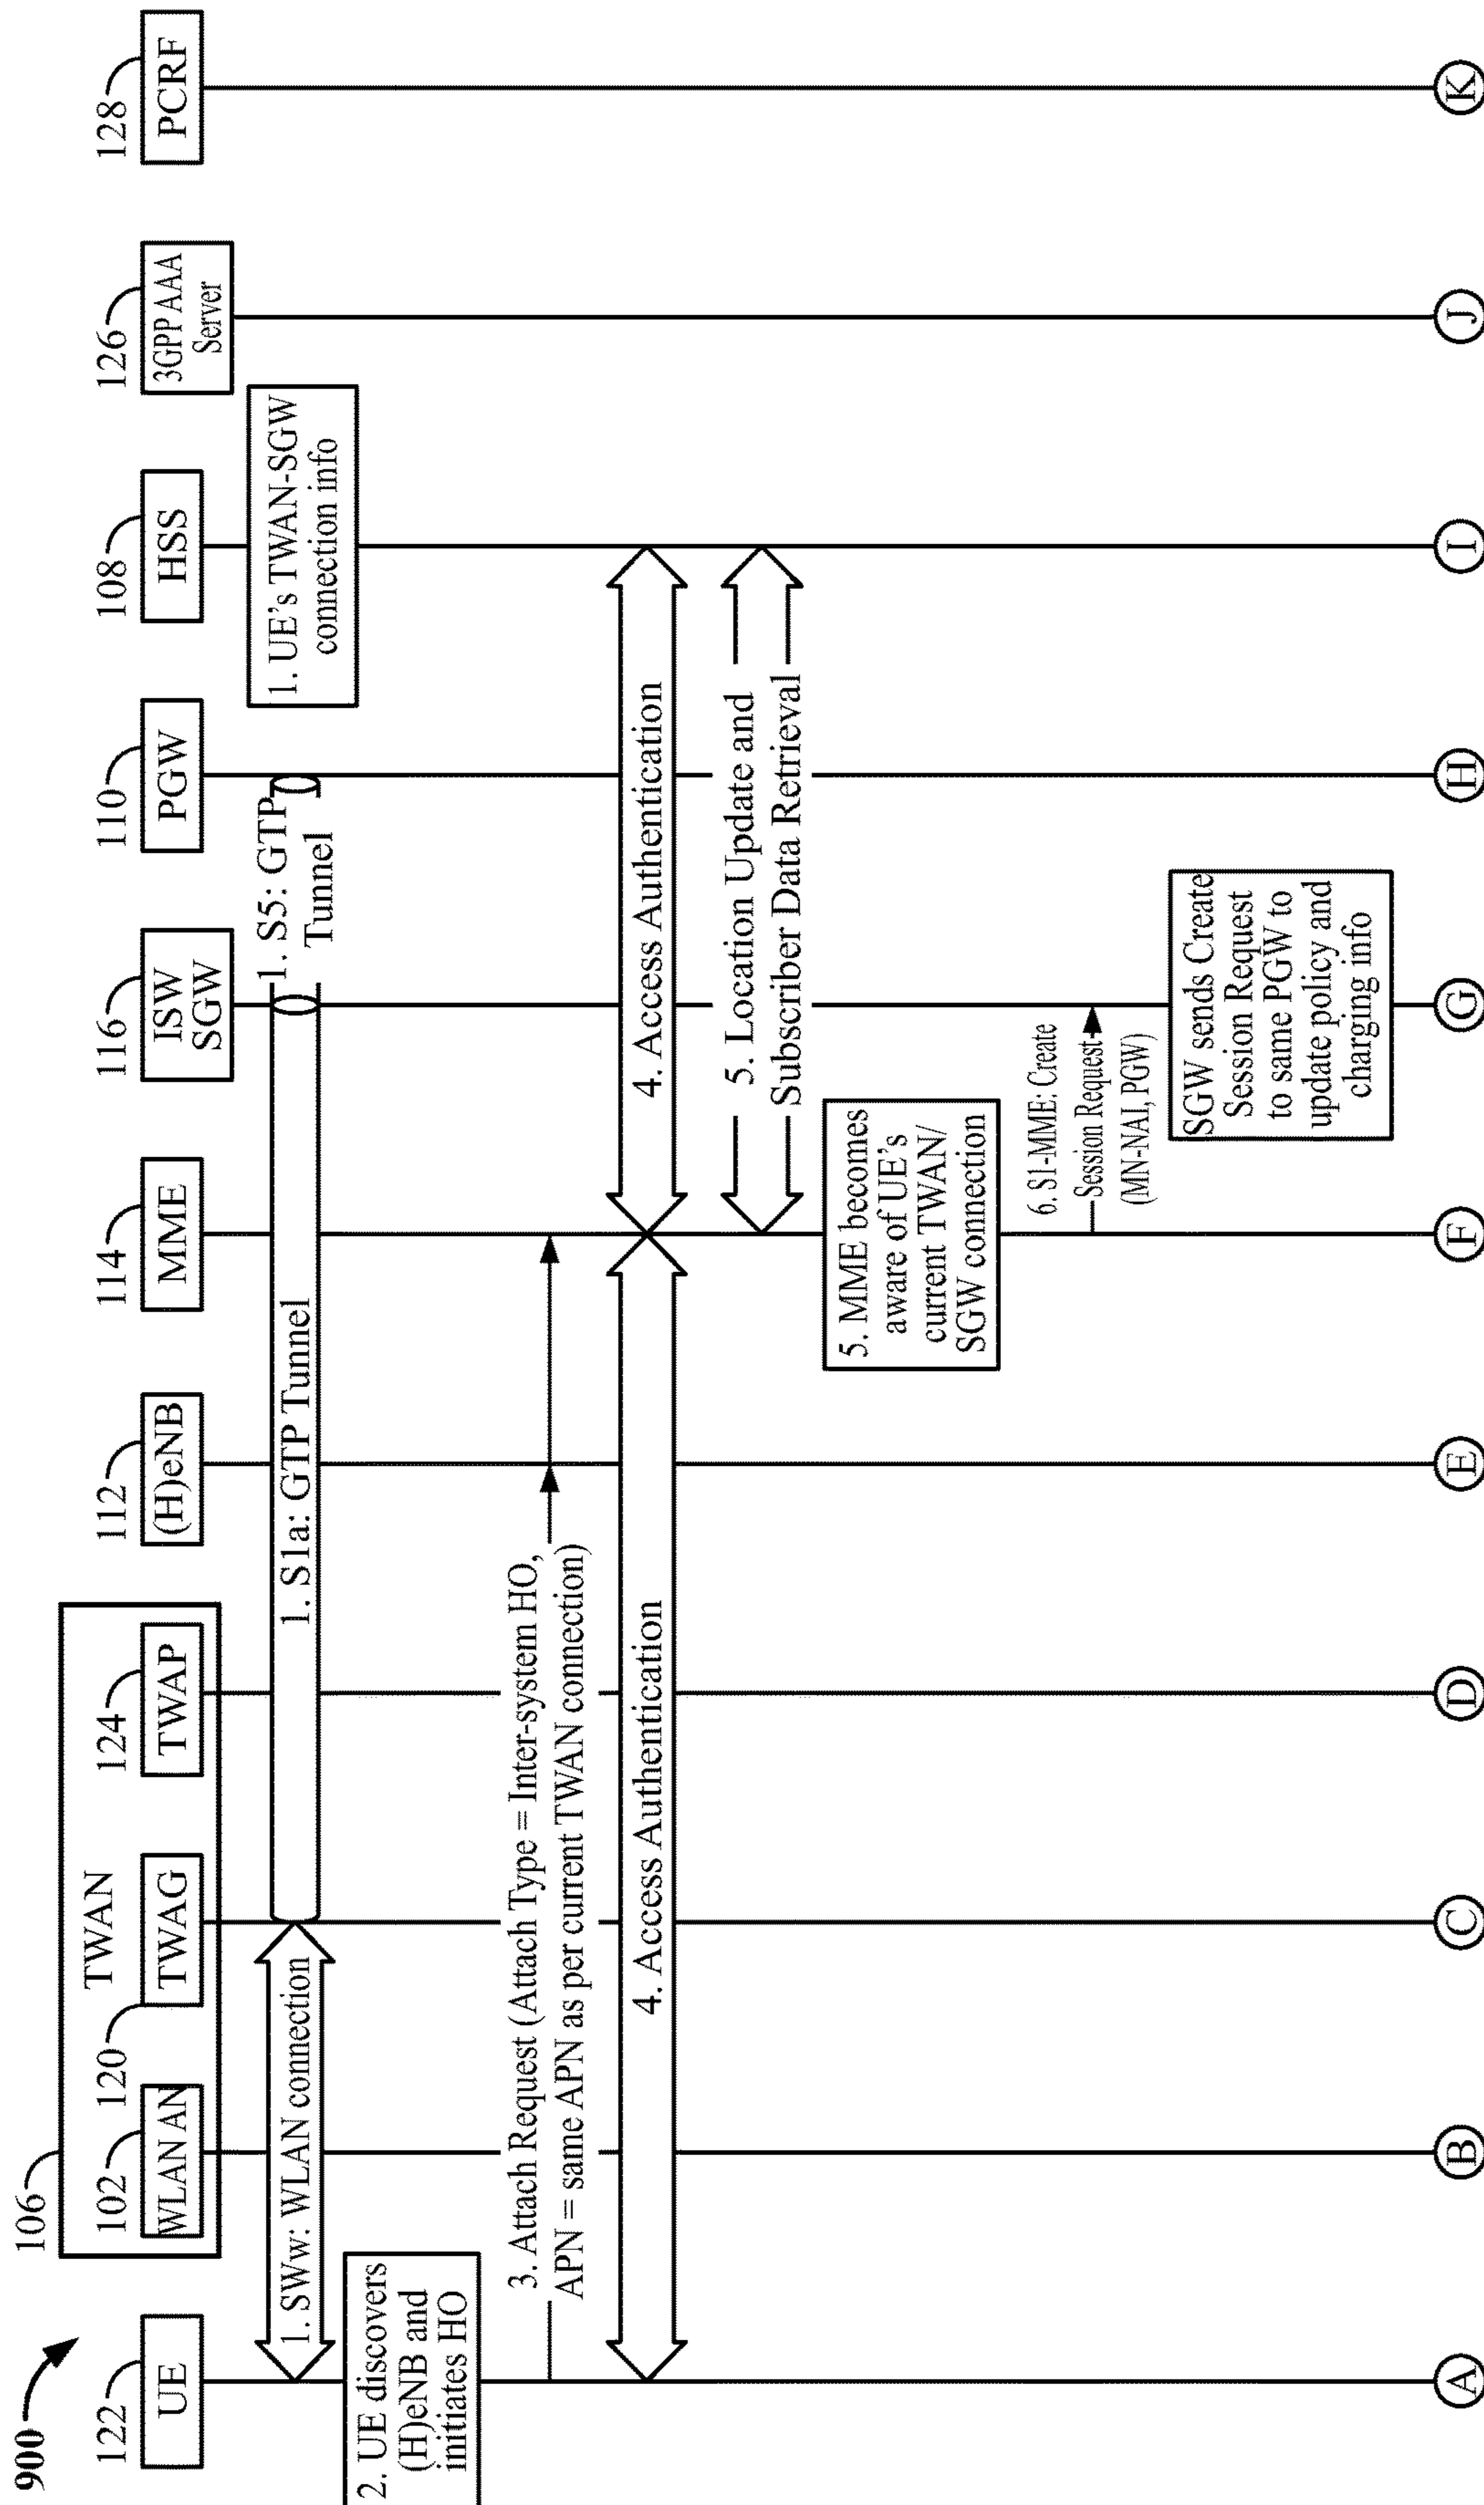 900
106
TWAN
122
UE
102
WLAN AN
120
TWAG
124
TWAP
112
(H)eNB
114
MME
116
ISW
SGW
110
PGW
108
HSS
126
3GPP AAA
Server
128
PCRF
1. SWw: WLAN connection
1. S1a: GTP Tunnel
1. S5: GTP
Tunnel
1. UE's TWAN-SGW
connection info
2. UE discovers
(H)eNB and
initiates HO
3. Attach Request (Attach Type = Inter-system HO,
APN = same APN as per current TWAN connection)
4. Access Authentication
4. Access Authentication
5. Location Update and
Subscriber Data Retrieval
5. MME becomes
aware of UE's
current TWAN/
SGW connection
6. S1-MME: Create
Session Request
(MN-NAI, PGW)
SGW sends Create
Session Request
to same PGW to
update policy and
charging info
A
B
C
D
E
F
G
H
I
J
K